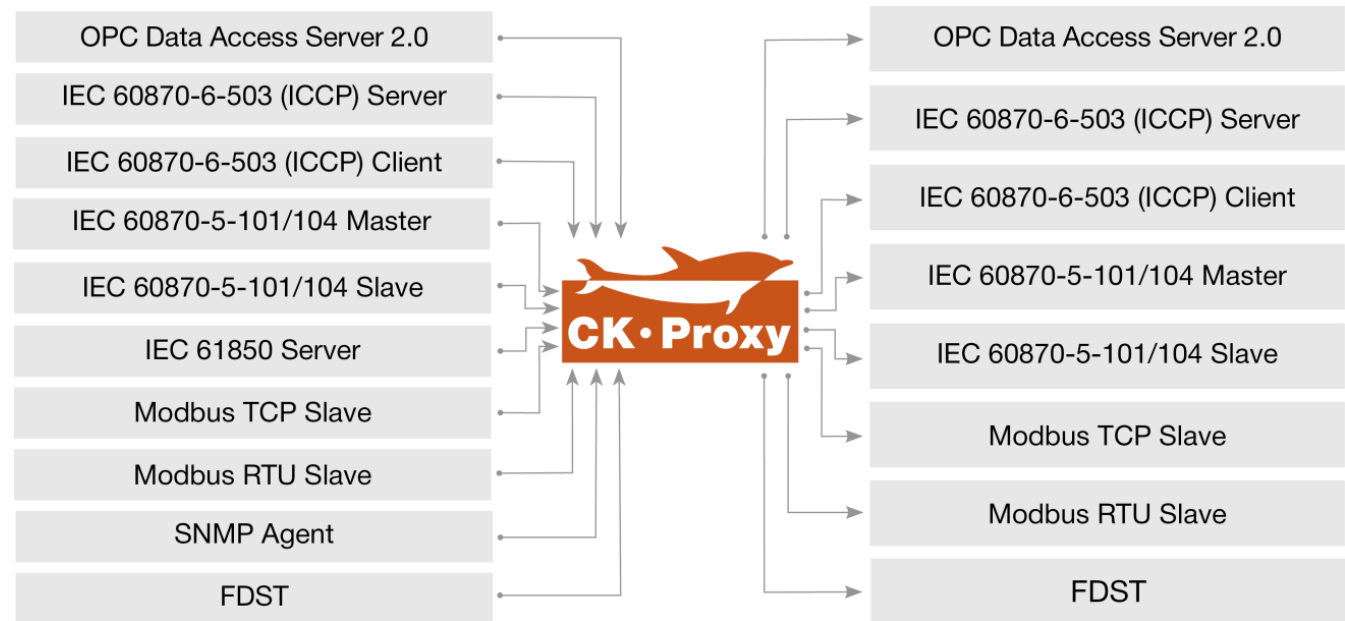 OPC Data Access Server 2.0
IEC 60870-6-503 (ICCP) Server
IEC 60870-6-503 (ICCP) Client
IEC 60870-5-101/104 Master
IEC 60870-5-101/104 Slave
IEC 61850 Server
Modbus TCP Slave
Modbus RTU Slave
SNMP Agent
FDST
CK·Proxy
OPC Data Access Server 2.0
IEC 60870-6-503 (ICCP) Server
IEC 60870-6-503 (ICCP) Client
IEC 60870-5-101/104 Master
IEC 60870-5-101/104 Slave
Modbus TCP Slave
Modbus RTU Slave
FDST